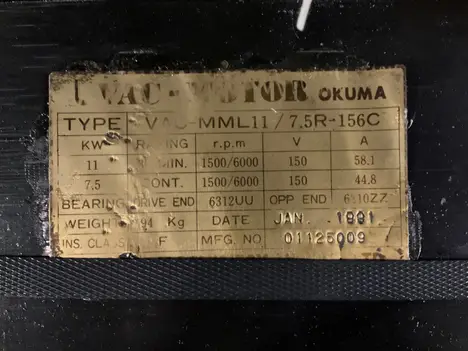 VAC-MOTOR OKUMA
TYPE VAC-MML11/7.5R-156C
KW RATING r.p.m V A
11 MIN. 1500/6000 150 58.1
7.5 CONT. 1500/6000 150 44.8
BEARING DRIVE END 6312UU OPP END 6310ZZ
WEIGHT 94 Kg DATE JAN. 1991
INS. CLASS F MFG. NO 01125009